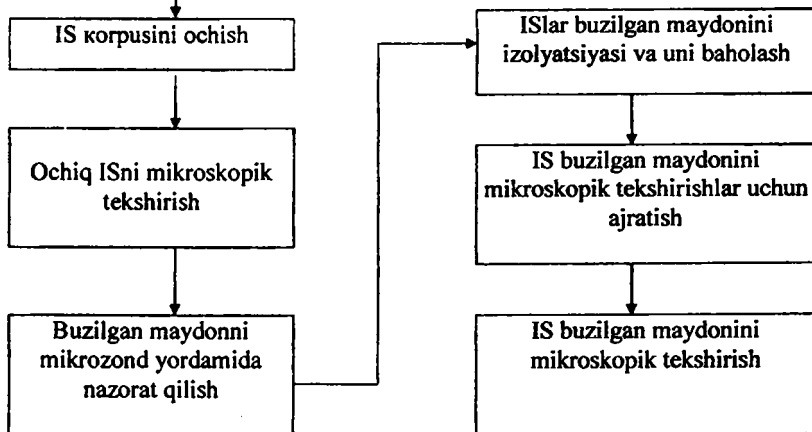 IS korpusini ochish
Ochiq ISni mikroskopik
tekshirish
Buzilgan maydonni
mikrozond yordamida
nazorat qilish
ISlar buzilgan maydonini
izolyatsiyasi va uni baholash
IS buzilgan maydonini
mikroskopik tekshirishlar uchun
ajratish
IS buzilgan maydonini
mikroskopik tekshirish